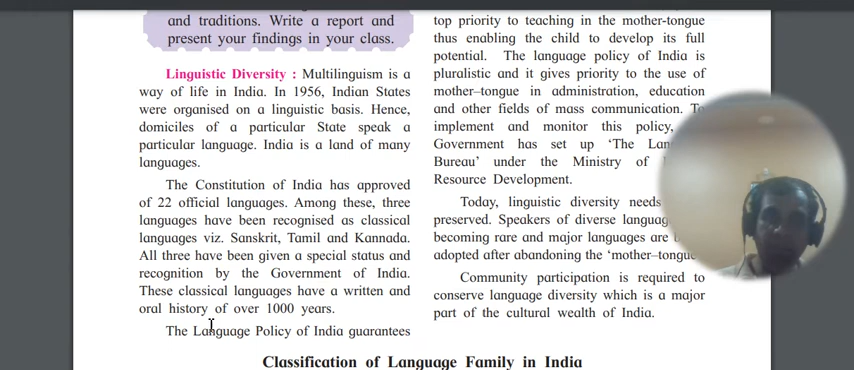 and traditions. Write a report and
present your findings in your class.
Linguistic Diversity : Multilinguism is a
way of life in India. In 1956, Indian States
were organised on a linguistic basis. Hence,
domiciles of a particular State speak a
particular language. India is a land of many
languages.
The Constitution of India has approved
of 22 official languages. Among these, three
languages have been recognised as classical
languages viz. Sanskrit, Tamil and Kannada.
All three have been given a special status and
recognition by the Government of India.
These classical languages have a written and
oral history of over 1000 years.
The Language Policy of India guarantees
top priority to teaching in the mother-tongue
thus enabling the child to develop its full
potential. The language policy of India is
pluralistic and it gives priority to the use of
mother–tongue in administration, education
and other fields of mass communication.
implement and monitor this policy,
Government has set up ‘The
Bureau’ under the Ministry of
Resource Development.
Today, linguistic diversity needs
preserved. Speakers of diverse
becoming rare and major languages are
adopted after abandoning the ‘mother–tongue
Community participation is required to
conserve language diversity which is a major
part of the cultural wealth of India.
Classification of Language Family in India